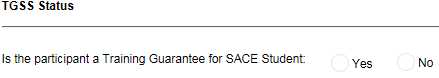 TGSS Status
Is the participant a Training Guarantee for SACE Student: Yes No